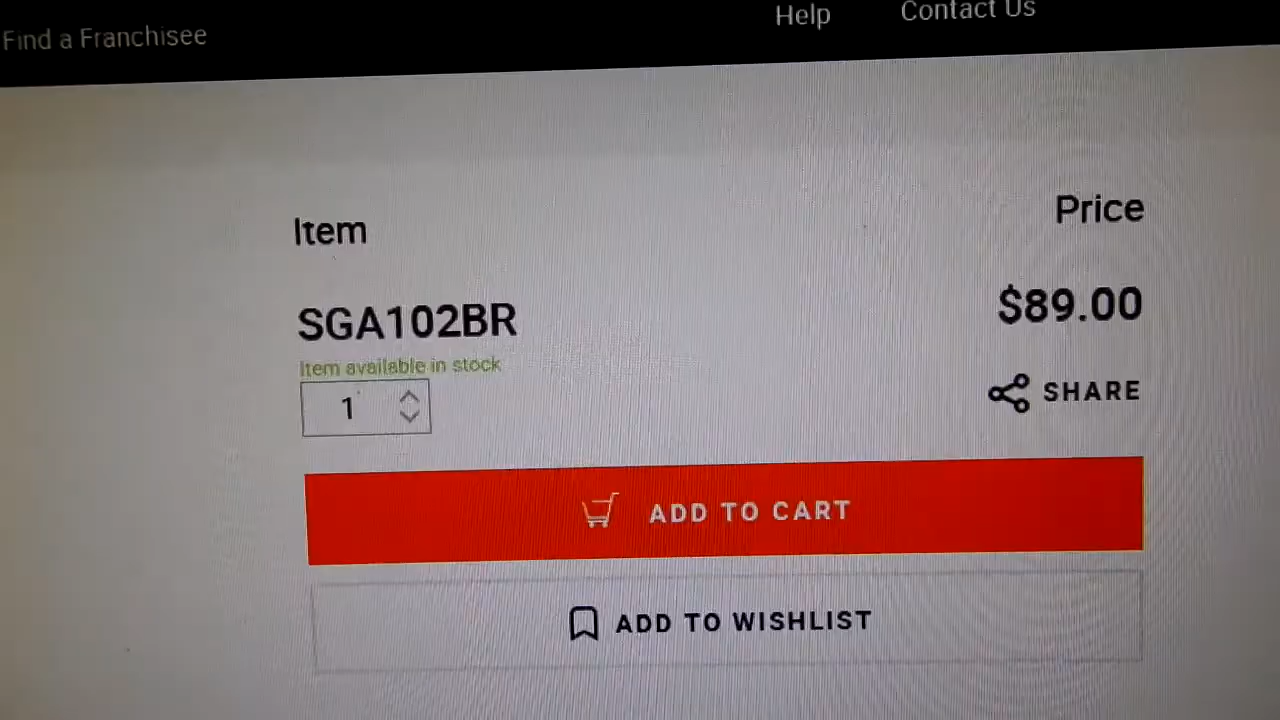 Find a Franchisee
Help
Contact Us
Item
Price
SGA102BR
$89.00
Item available in stock
1
SHARE
ADD TO CART
ADD TO WISHLIST